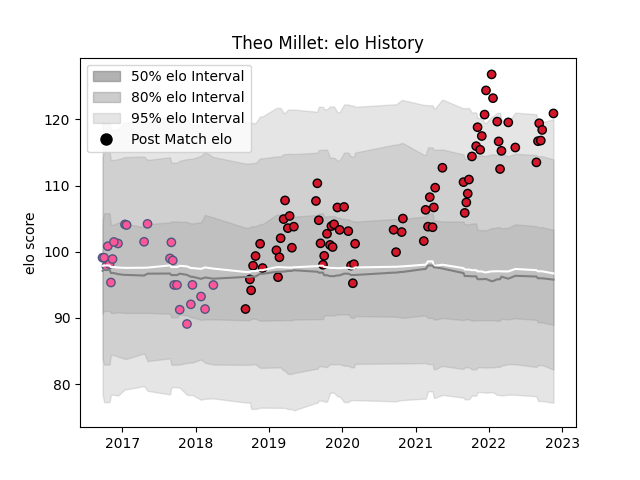 Theo Millet: elo History
50% elo Interval
80% elo Interval
95% elo Interval
Post Match elo
elo score
120
110
100
90
80
2017 2018 2019 2020 2021 2022 2023